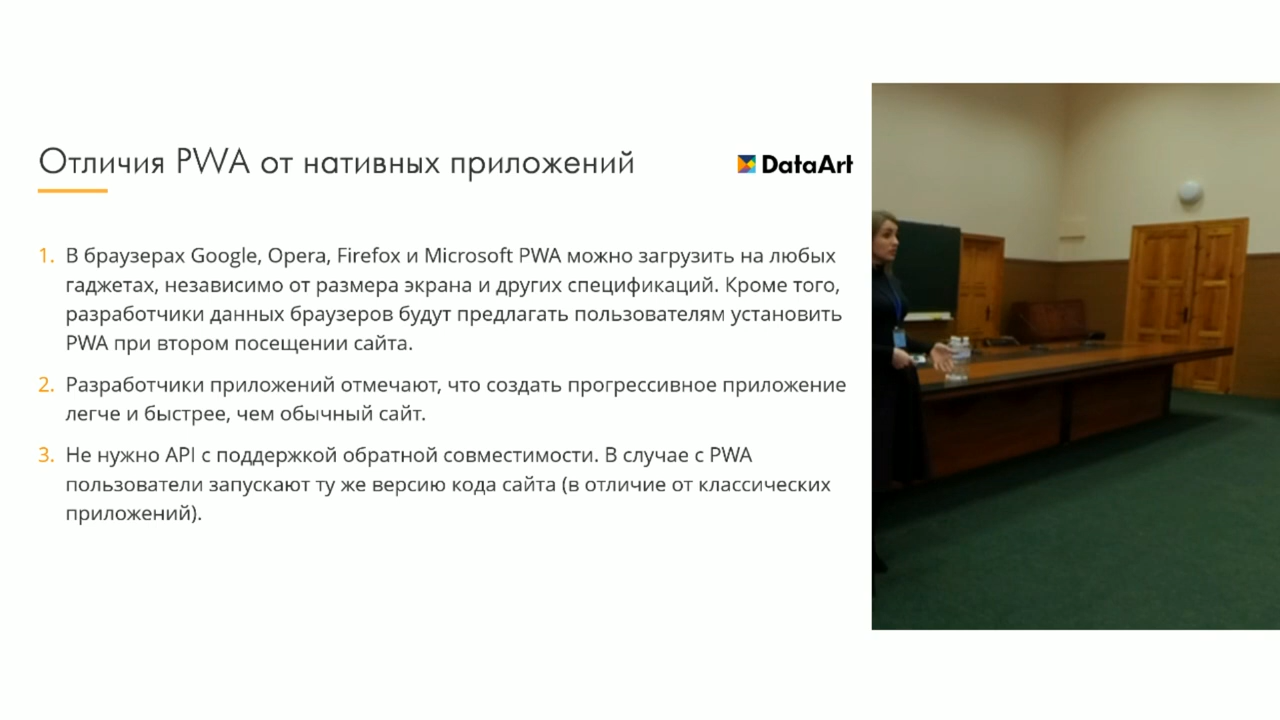 Отличия PWA от нативных приложений
DataArt
1. В браузерах Google, Opera, Firefox и Microsoft PWA можно загрузить на любых
гаджетах, независимо от размера экрана и других спецификаций. Кроме того,
разработчики данных браузеров будут предлагать пользователям установить
PWA при втором посещении сайта.
2. Разработчики приложений отмечают, что создать прогрессивное приложение
легче и быстрее, чем обычный сайт.
3. Не нужно API с поддержкой обратной совместимости. В случае с PWA
пользователи запускают ту же версию кода сайта (в отличие от классических
приложений).